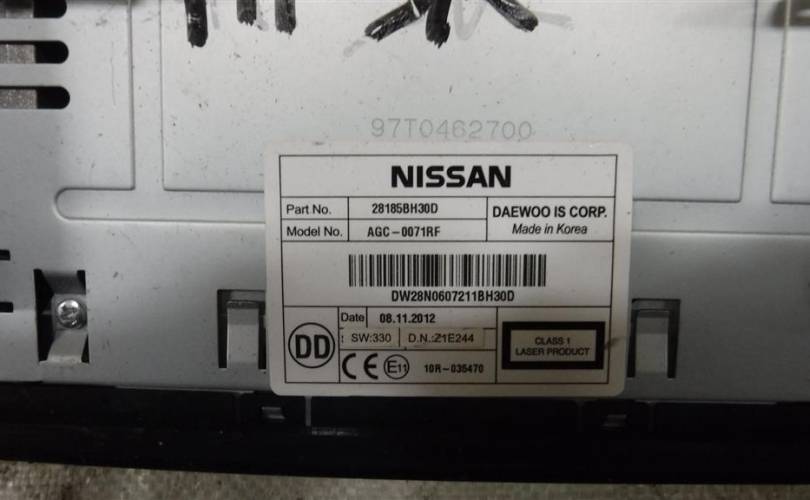 97T0462700
NISSAN
Part No. 28185BH30D
Model No. AGC-0071RF
DAEWOO IS CORP.
Made in Korea
DW28N0607211BH30D
Date 08.11.2012
SW:330 D.N.:Z1E244
DD
CE E11 10R-035470
CLASS 1
LASER PRODUCT